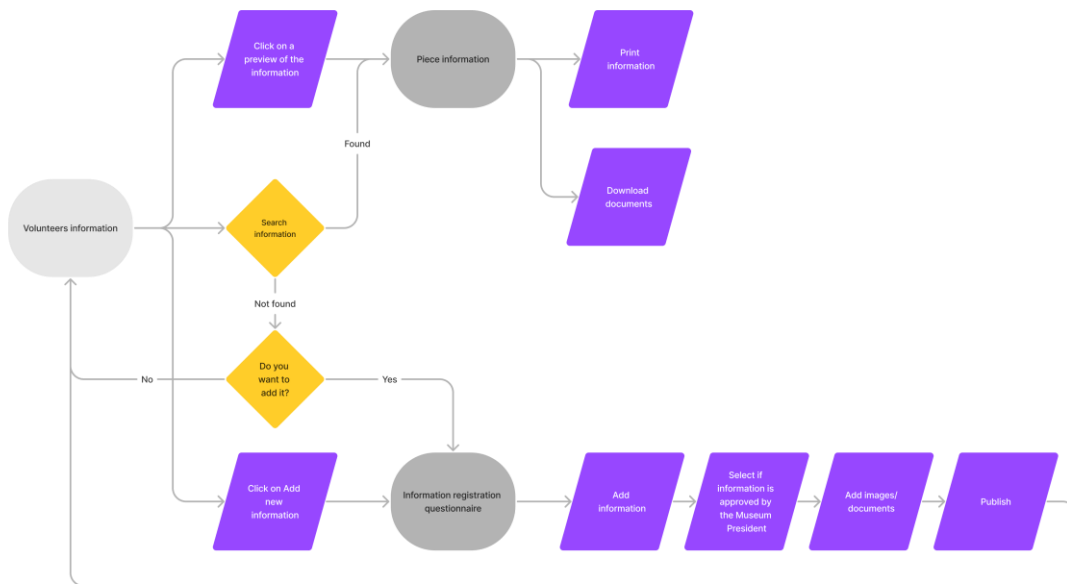 Click on a
preview of the
information
Piece information
Print
information
Found
Download
documents
Volunteers information
Search
information
Not found
Do you
want to
add it?
No
Yes
Click on Add
new
information
Information registration
questionnaire
Add
information
Select if
information is
approved by
the Museum
President
Add images/
documents
Publish